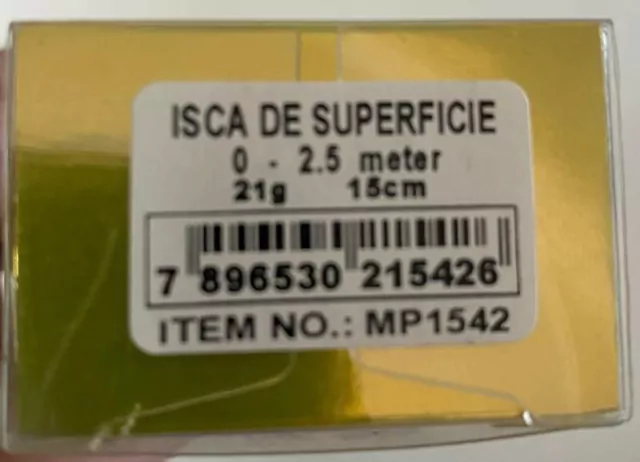 ISCA DE SUPERFICIE
0 - 2.5 meter
21g 15cm
7 896530 215426
ITEM NO.: MP1542